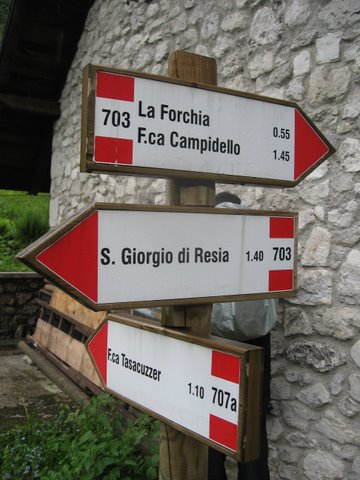 703
La Forchia 0.55
F.ca Campidello 1.45
S. Giorgio di Resia 1.40 703
F.ca Tasacuzzer 1.10 707a